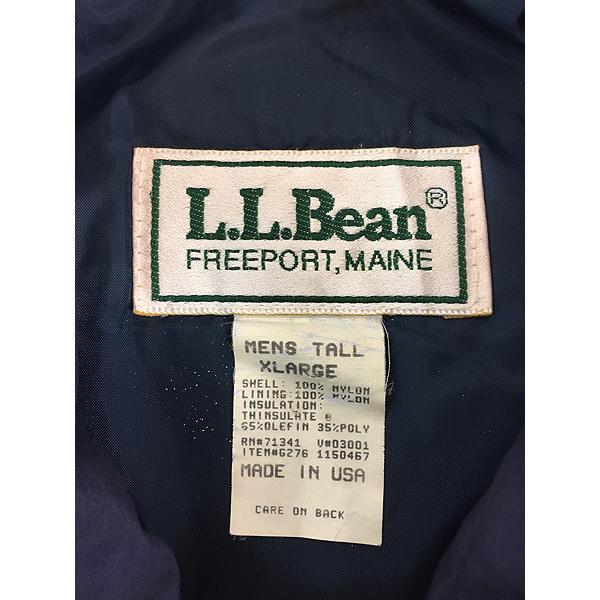 L.L.Bean®
FREEPORT, MAINE
MENS TALL
XLARGE
SHELL: 100% NYLON
LINING:100% NYLON
INSULATION:
THINSULATE ®
65%OLEFIN 35%POLY
RN#71341 V#03001
ITEM#G276 1150467
MADE IN USA
CARE ON BACK